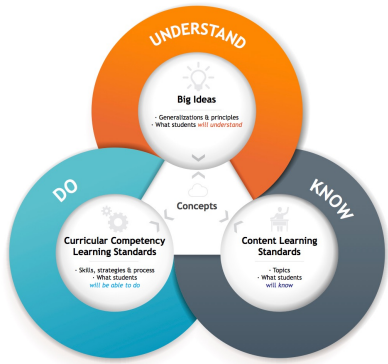 UNDERSTAND
Big Ideas
- Generalizations & principles
- What students will understand
DO
KNOW
Concepts
Curricular Competency
Learning Standards
- Skills, strategies & process
- What students
will be able to do
Content Learning
Standards
- Topics
- What students
will know